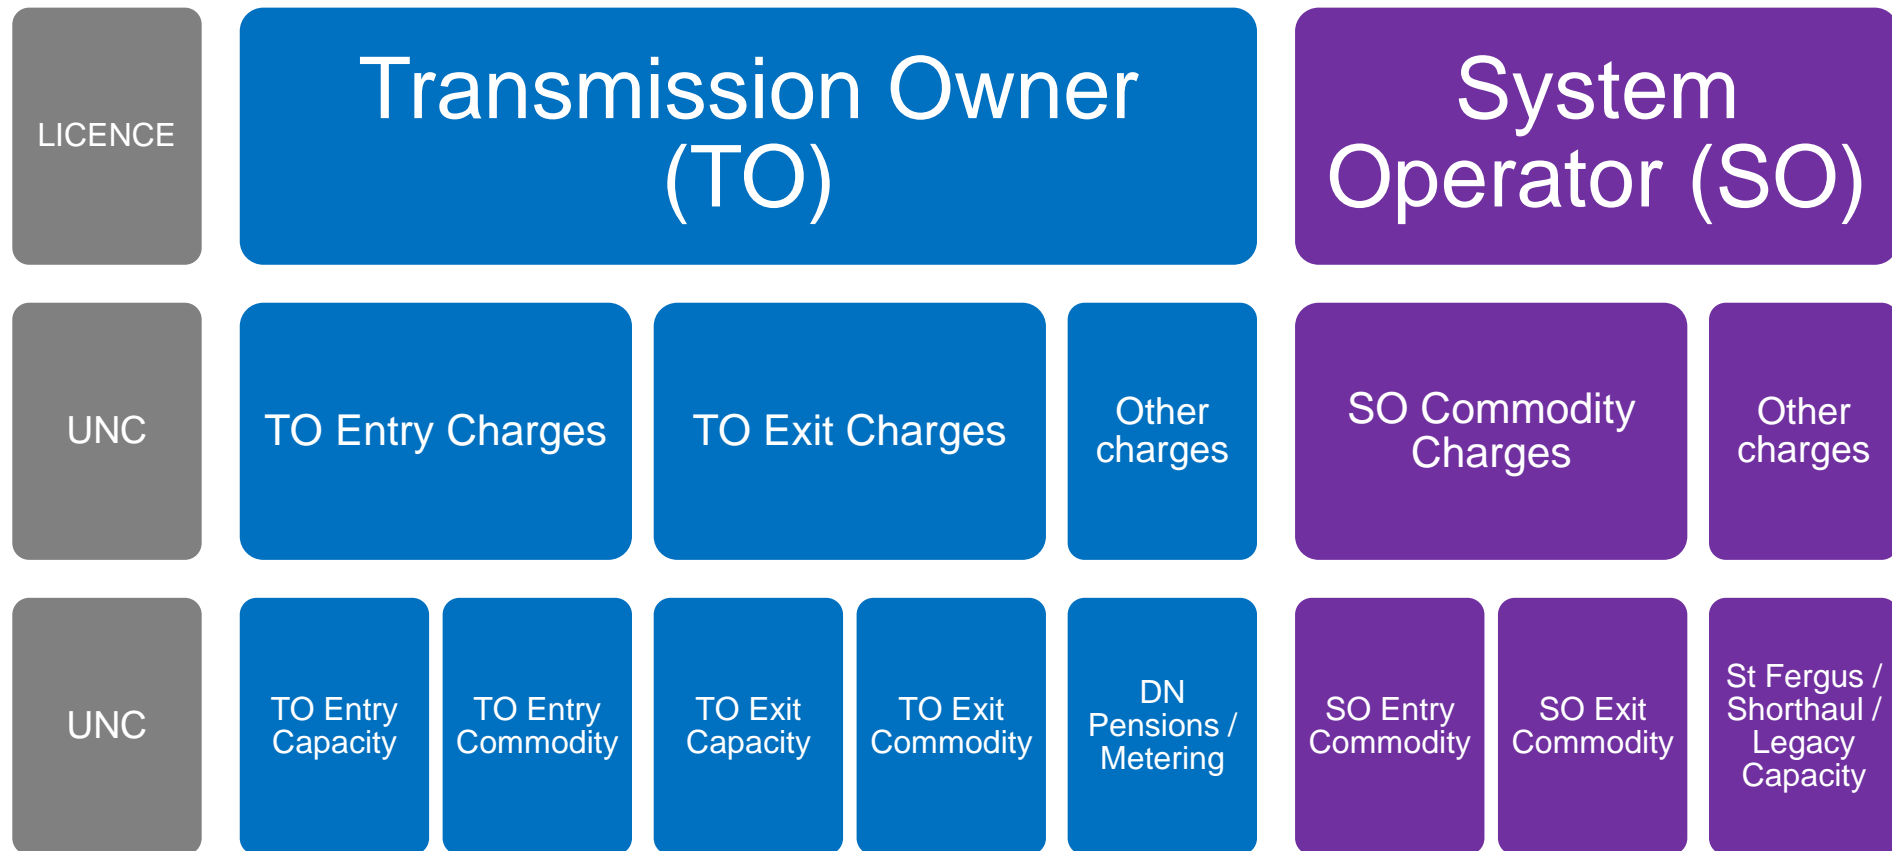 LICENCE
Transmission Owner
(TO)
System
Operator (SO)
UNC
TO Entry Charges
TO Exit Charges
Other
charges
SO Commodity
Charges
Other
charges
UNC
TO Entry
Capacity
TO Entry
Commodity
TO Exit
Capacity
TO Exit
Commodity
DN
Pensions /
Metering
SO Entry
Commodity
SO Exit
Commodity
St Fergus /
Shorthaul /
Legacy
Capacity